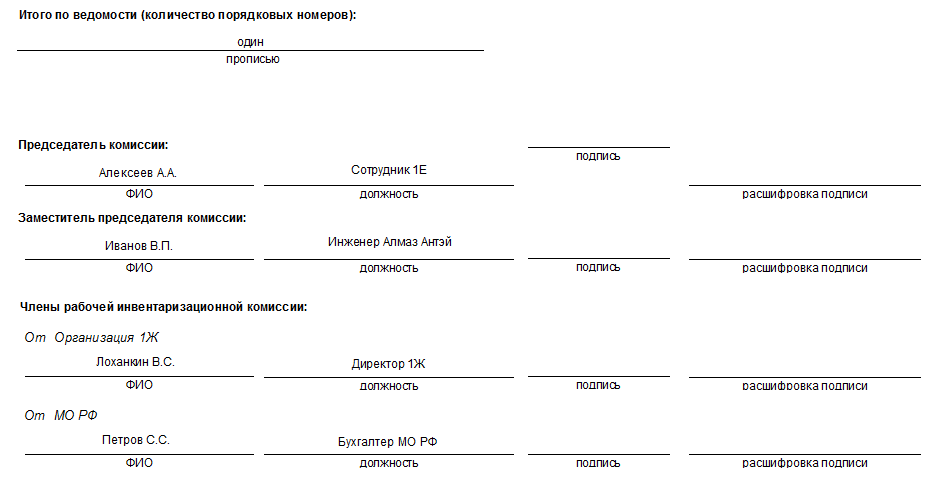 Итого по ведомости (количество порядковых номеров):
один
прописью
Председатель комиссии:
подпись
Алексеев А.А. Сотрудник 1Е
ФИО должность расшифровка подписи
Заместитель председателя комиссии:
Иванов В.П. Инженер Алмаз Антэй
ФИО должность подпись расшифровка подписи
Члены рабочей инвентаризационной комиссии:
От Организация 1Ж
Лоханкин В.С. Директор 1Ж
ФИО должность подпись расшифровка подписи
От МО РФ
Петров С.С. Бухгалтер МО РФ
ФИО должность подпись расшифровка подписи